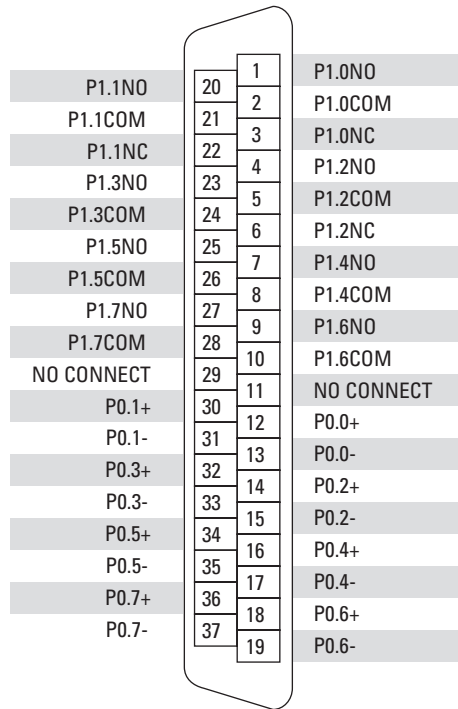 1 P1.0NO
P1.1NO 20
2 P1.0COM
P1.1COM 21
3 P1.0NC
P1.1NC 22
4 P1.2NO
P1.3NO 23
5 P1.2COM
P1.3COM 24
6 P1.2NC
P1.5NO 25
7 P1.4NO
P1.5COM 26
8 P1.4COM
P1.7NO 27
9 P1.6NO
P1.7COM 28
10 P1.6COM
NO CONNECT 29
11 NO CONNECT
P0.1+ 30
12 P0.0+
P0.1- 31
13 P0.0-
P0.3+ 32
14 P0.2+
P0.3- 33
15 P0.2-
P0.5+ 34
16 P0.4+
P0.5- 35
17 P0.4-
P0.7+ 36
18 P0.6+
P0.7- 37
19 P0.6-